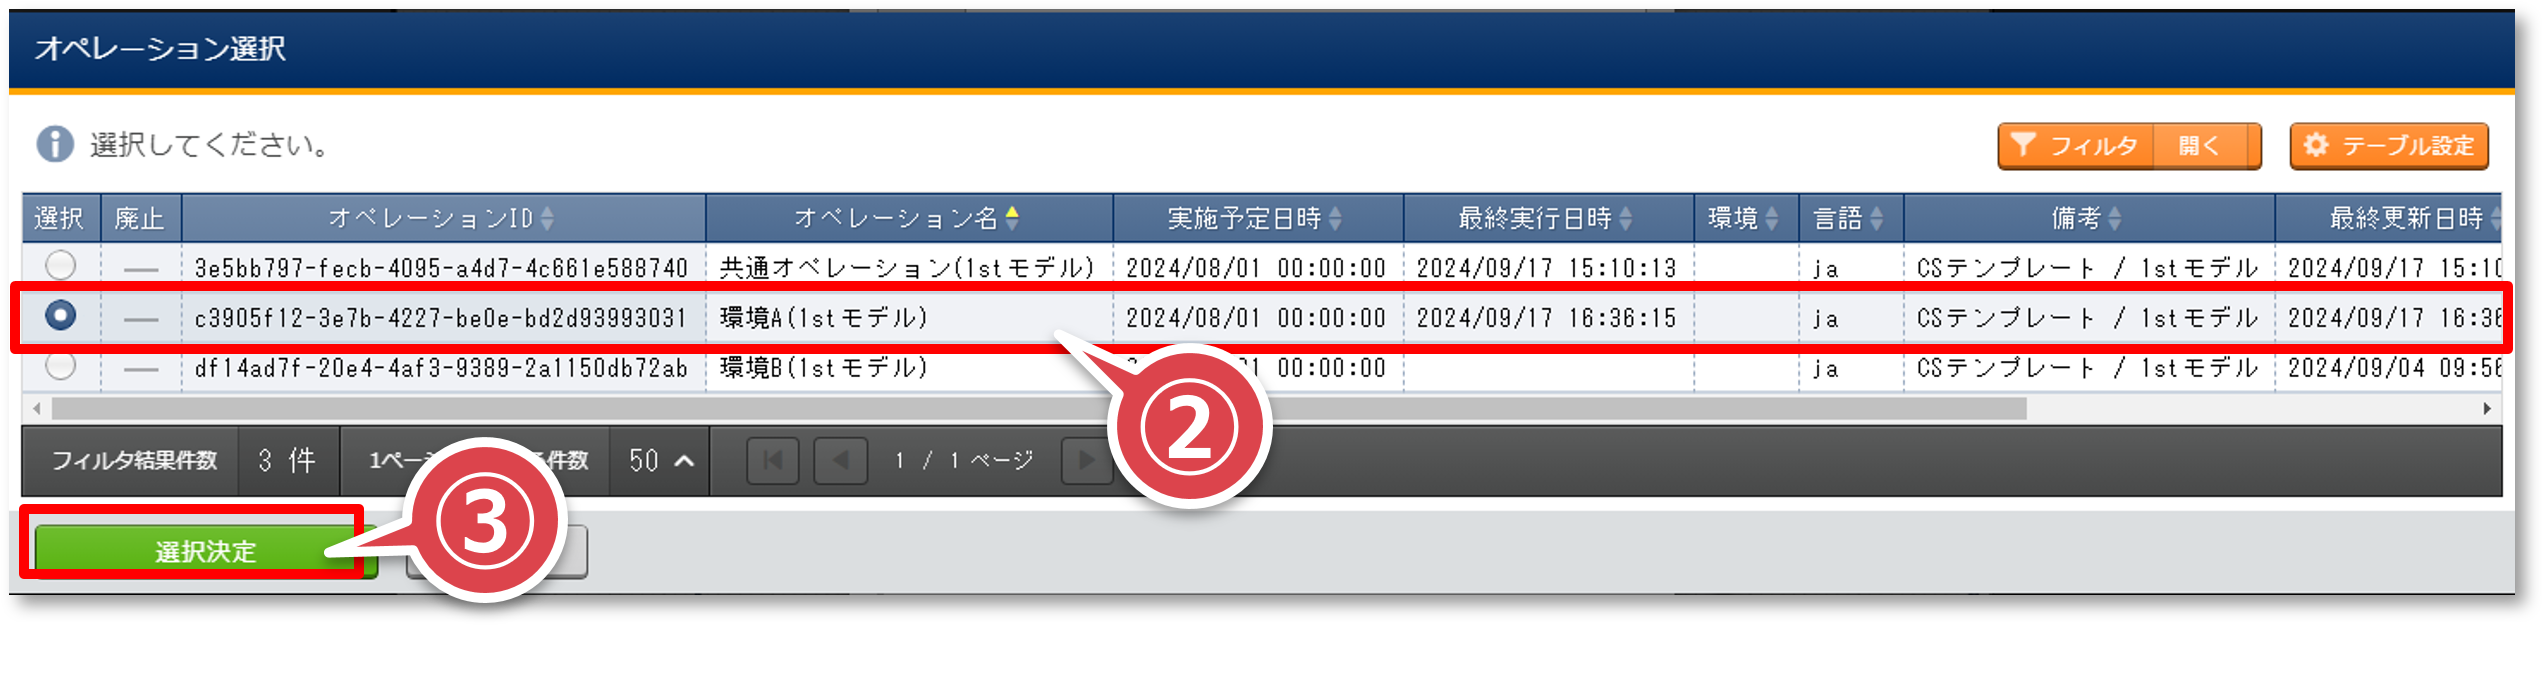 オペレーション選択
選択してください。
フィルタ 開く テーブル設定
選択 廃止 オペレーションID オペレーション名 実施予定日時 最終実行日時 環境 言語 備考 最終更新日時
3e5bb797-fecb-4095-a4d7-4c661e588740 共通オペレーション(1stモデル) 2024/08/01 00:00:00 2024/09/17 15:10:13 ja CSテンプレート / 1stモデル 2024/09/17 15:10
c3905f12-3e7b-4227-be0e-bd2d93993031 環境A(1stモデル) 2024/08/01 00:00:00 2024/09/17 16:36:15 ja CSテンプレート / 1stモデル 2024/09/17 16:36
df14ad7f-20e4-4af3-9389-2a1150db72ab 環境B(1stモデル) 01 00:00:00 ja CSテンプレート / 1stモデル 2024/09/04 09:56
②
フィルタ結果件数 3 件 1ペー 件数 50 1 / 1 ページ
選択決定
③